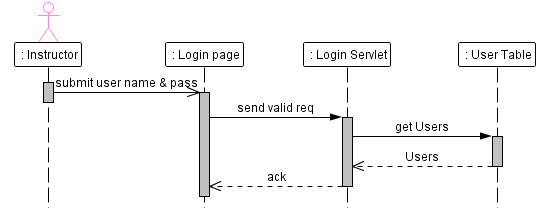 : Instructor
: Login page
: Login Servlet
: User Table
submit user name & pass
send valid req
get Users
Users
ack